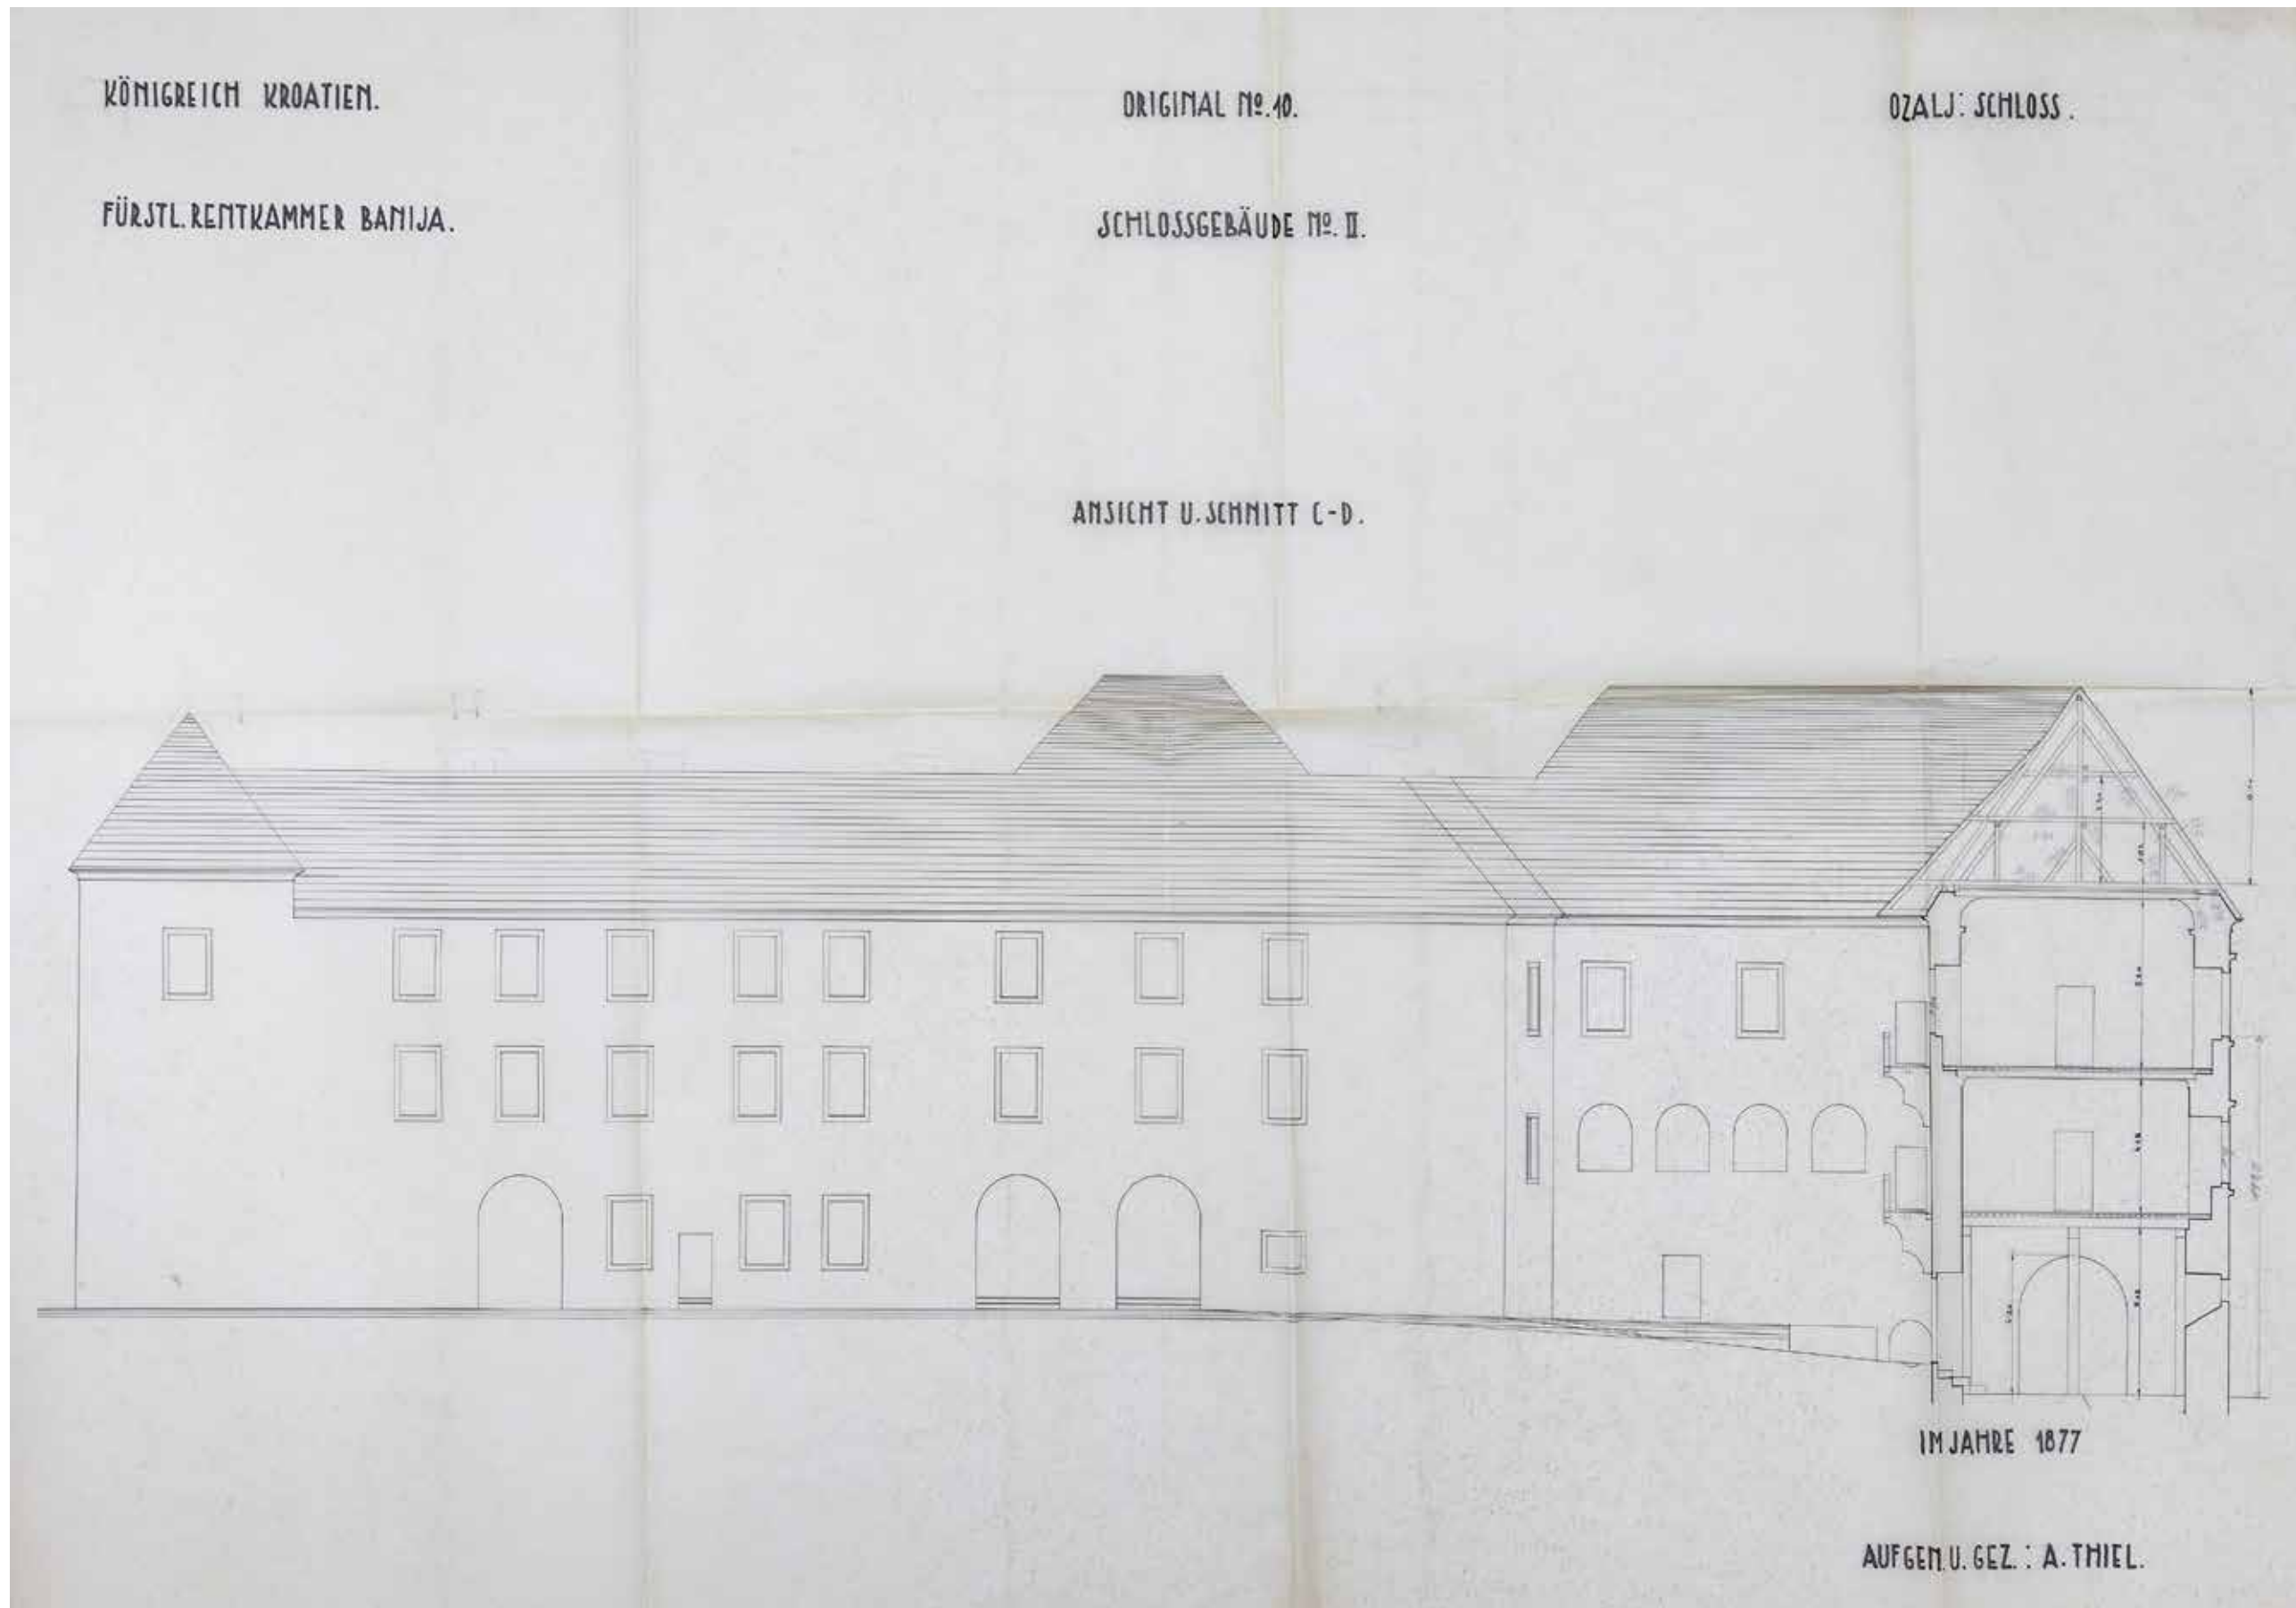 KÖNIGREICH KROATIEN.
ORIGINAL Nº. 10.
OZALJ: SCHLOSS.
FÜRSTL. RENTKAMMER BANIJA.
SCHLOSSGEBÄUDE Nº. II.
ANSICHT U. SCHNITT C-D.
IM JAHRE 1877
AUFGEN. U. GEZ.: A. THIEL.